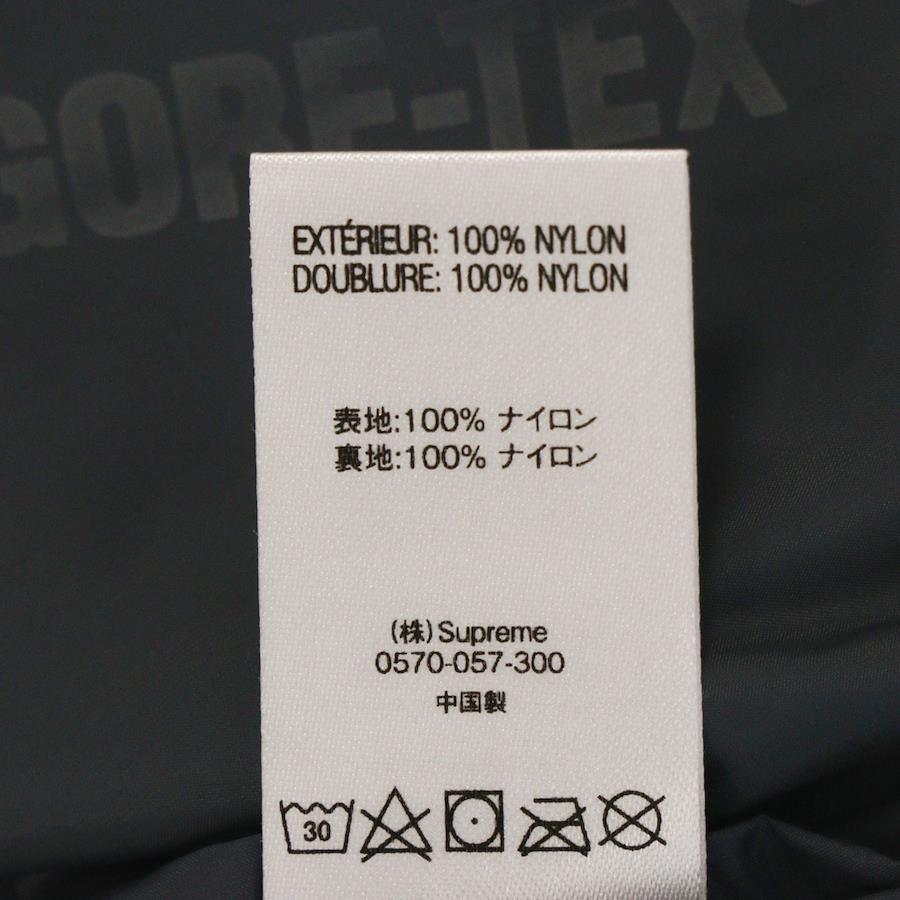 GORE-TEX
EXTÉRIEUR: 100% NYLON
DOUBLURE: 100% NYLON
表地:100% ナイロン
裏地:100% ナイロン
(株)Supreme
0570-057-300
中国製
30